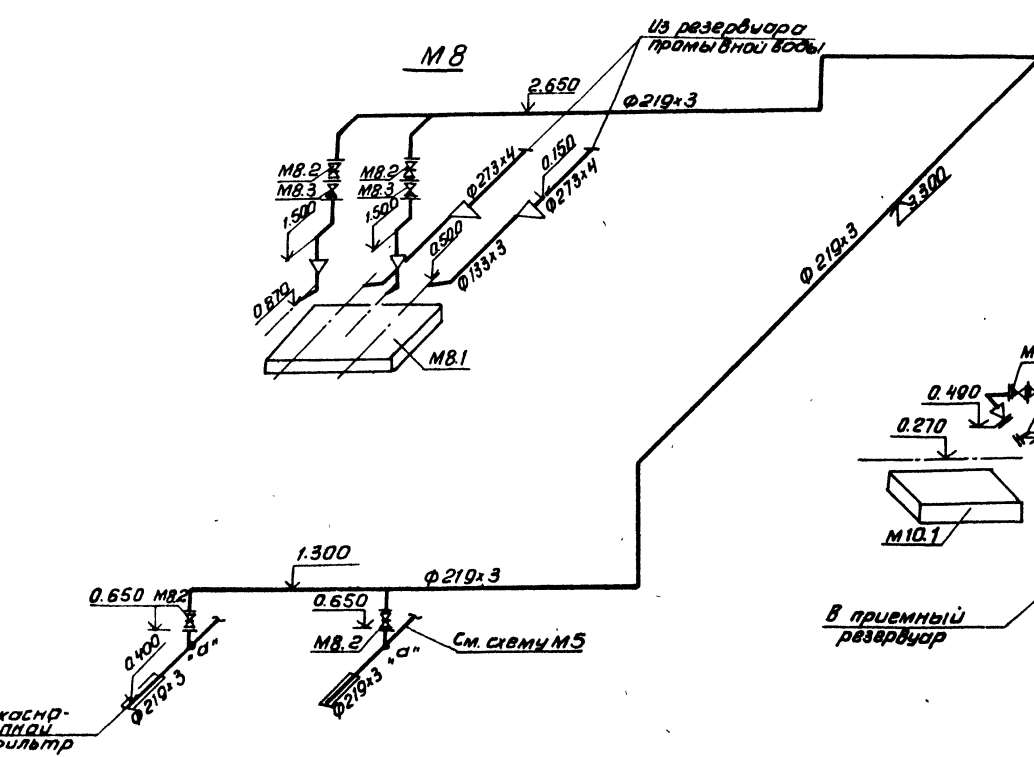 Из резервуара
промывной воды
М 8
2.650
Ф219х3
М8.2
М8.3
М8.2
М8.3
1.500
1.500
Ф273х4
0.150
Ф273х4
0.500
Ф133х3
0.870
М8.1
3.300
Ф219х3
М
0.490
0.270
М10.1
В приемный
резервуар
1.300
Ф219х3
0.650
М8.2
0.650
М8.2
"а"
"а"
См. схему М5
0.400
Ф219х3
Ф219х3